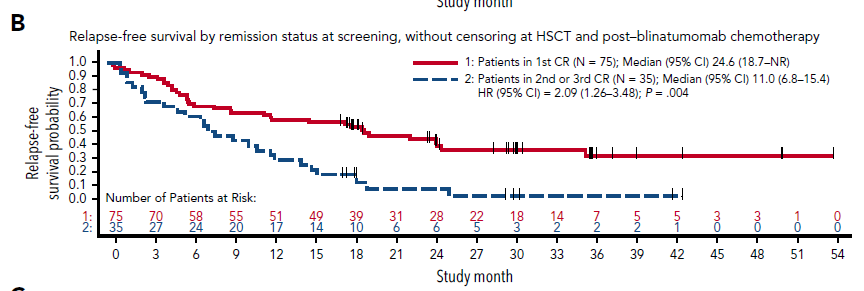 Study month
B
Relapse-free survival by remission status at screening, without censoring at HSCT and post–blinatumomab chemotherapy
1: Patients in 1st CR (N = 75); Median (95% CI) 24.6 (18.7–NR)
2: Patients in 2nd or 3rd CR (N = 35); Median (95% CI) 11.0 (6.8–15.4)
HR (95% CI) = 2.09 (1.26–3.48); P = .004
Relapse-free
survival probability
1.0
0.9
0.8
0.7
0.6
0.5
0.4
0.3
0.2
0.1
0.0
Number of Patients at Risk:
1: 75 70 58 55 51 49 39 31 28 22 18 14 7 5 5 3 3 1 0
2: 35 27 24 20 17 14 10 6 6 5 3 2 2 2 1 0 0 0 0
0 3 6 9 12 15 18 21 24 27 30 33 36 39 42 45 48 51 54
Study month